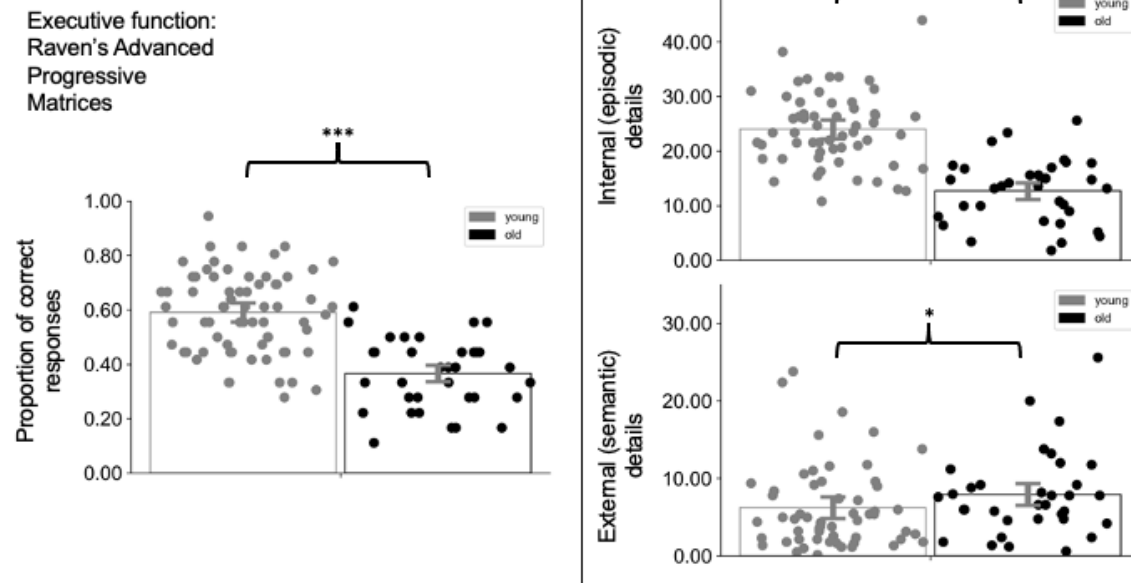 Executive function:
Raven's Advanced
Progressive
Matrices
***
1.00
0.80
0.60
0.40
0.20
0.00
Proportion of correct
responses
young
old
young
old
40.00
30.00
20.00
10.00
0.00
Internal (episodic)
details
young
old
*
30.00
20.00
10.00
0.00
External (semantic)
details